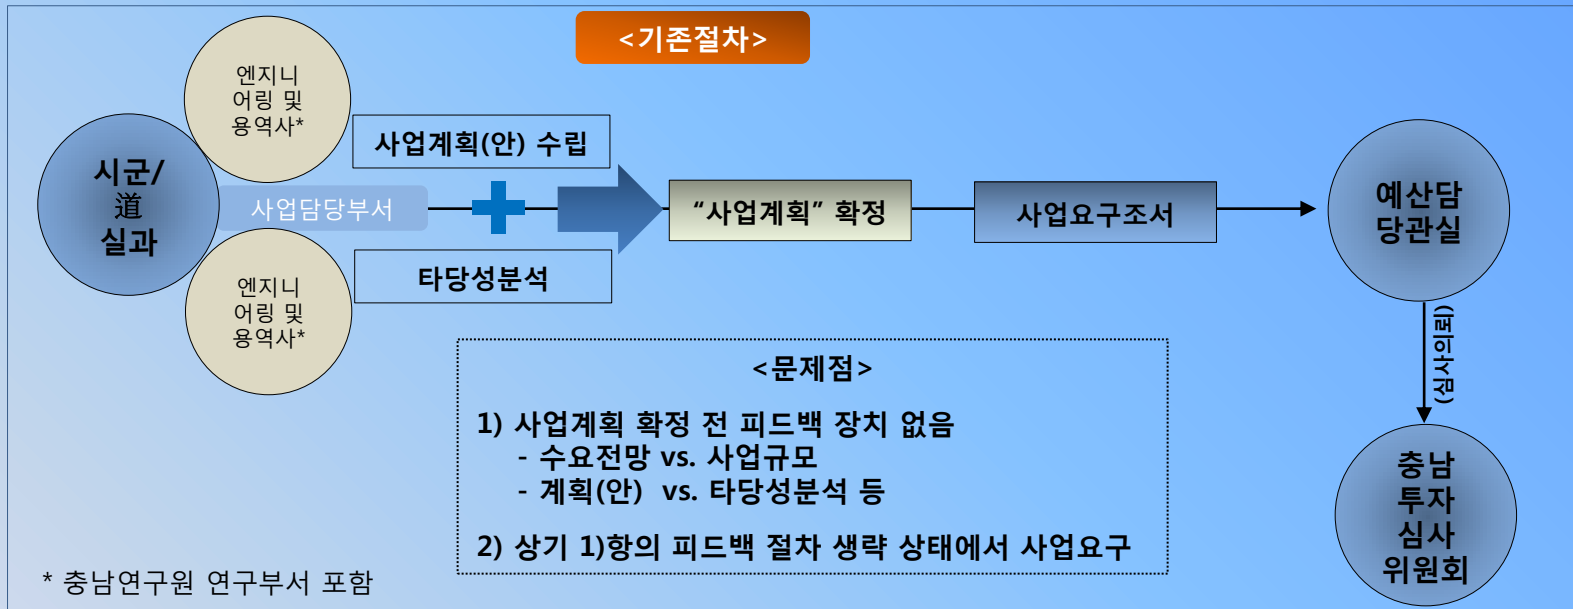 <기존절차>
엔지니
어링 및
용역사*
시군/
道
실과
사업담당부서
엔지니
어링 및
용역사*
사업계획(안) 수립
타당성분석
“사업계획” 확정
사업요구조서
예산담
당관실
(심사의뢰)
충남
투자
심사
위원회
<문제점>
1) 사업계획 확정 전 피드백 장치 없음
- 수요전망 vs. 사업규모
- 계획(안) vs. 타당성분석 등
2) 상기 1)항의 피드백 절차 생략 상태에서 사업요구
* 충남연구원 연구부서 포함